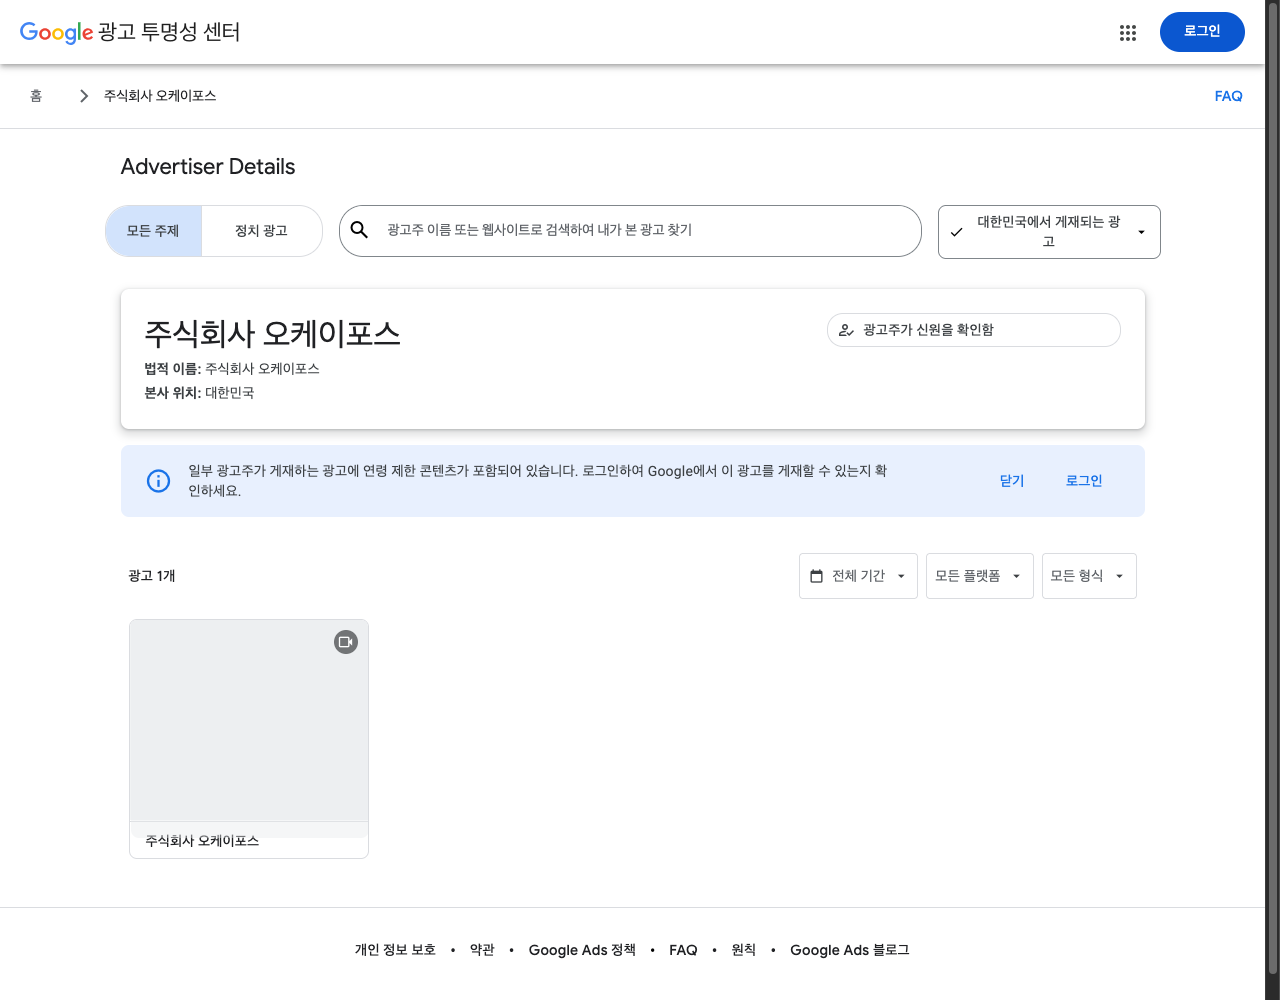 Google 광고 투명성 센터
로그인
홈
주식회사 오케이포스
FAQ
Advertiser Details
모든 주제
정치 광고
광고주 이름 또는 웹사이트로 검색하여 내가 본 광고 찾기
대한민국에서 게재되는 광
고
주식회사 오케이포스
광고주가 신원을 확인함
법적 이름: 주식회사 오케이포스
본사 위치: 대한민국
일부 광고주가 게재하는 광고에 연령 제한 콘텐츠가 포함되어 있습니다. 로그인하여 Google에서 이 광고를 게재할 수 있는지 확
인하세요.
닫기
로그인
광고 1개
전체 기간
모든 플랫폼
모든 형식
주식회사 오케이포스
개인 정보 보호 • 약관 • Google Ads 정책 • FAQ • 원칙 • Google Ads 블로그